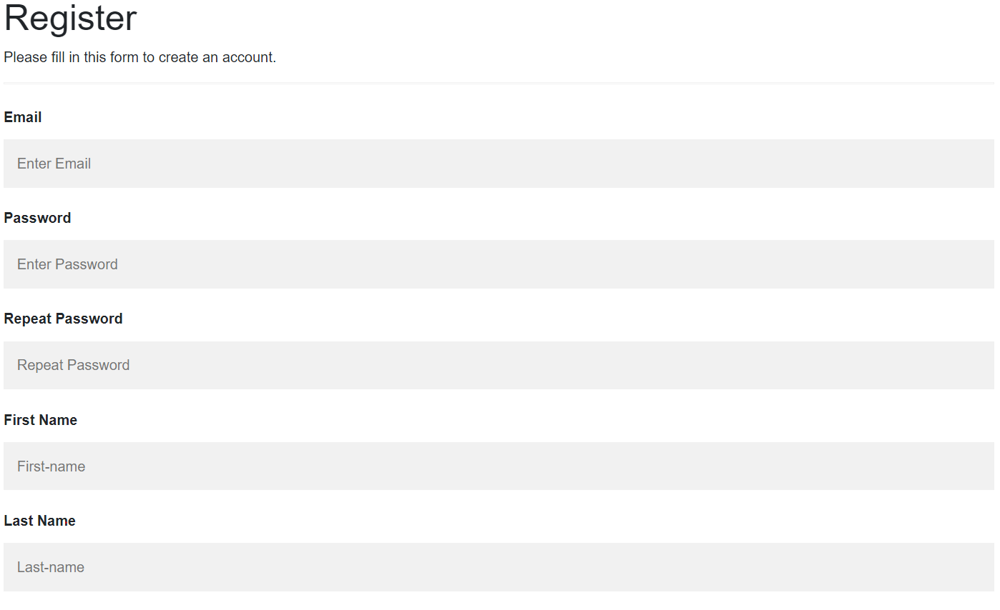 Register
Please fill in this form to create an account.
Email
Enter Email
Password
Enter Password
Repeat Password
Repeat Password
First Name
First-name
Last Name
Last-name